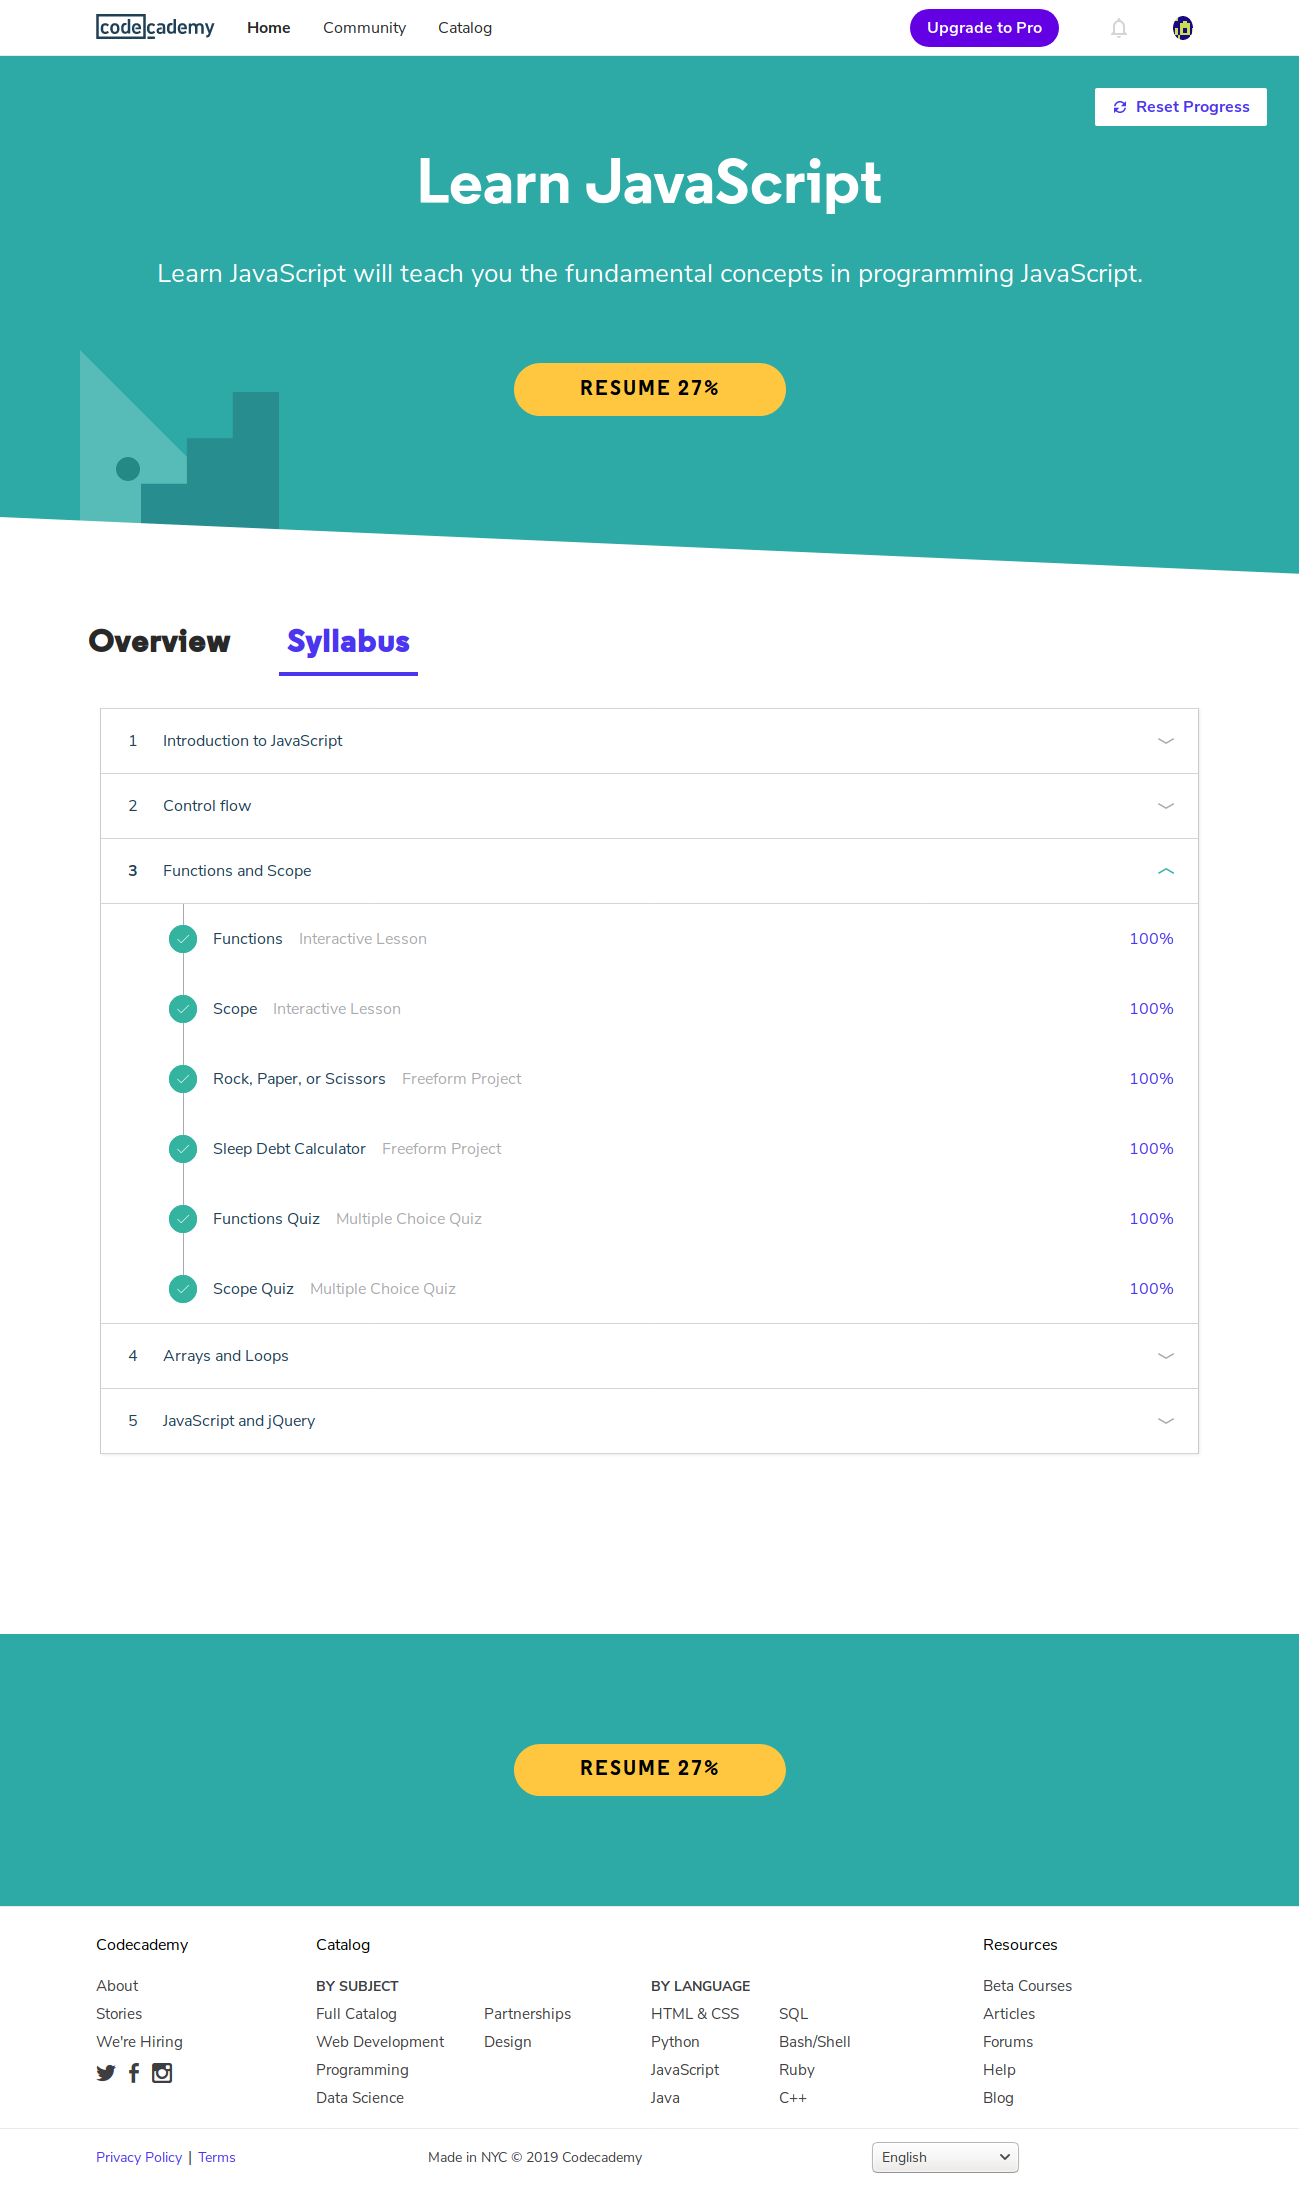 codecademy Home Community Catalog Upgrade to Pro
Reset Progress
Learn JavaScript
Learn JavaScript will teach you the fundamental concepts in programming JavaScript.
RESUME 27%
Overview Syllabus
1 Introduction to JavaScript
2 Control flow
3 Functions and Scope
Functions Interactive Lesson 100%
Scope Interactive Lesson 100%
Rock, Paper, or Scissors Freeform Project 100%
Sleep Debt Calculator Freeform Project 100%
Functions Quiz Multiple Choice Quiz 100%
Scope Quiz Multiple Choice Quiz 100%
4 Arrays and Loops
5 JavaScript and jQuery
RESUME 27%
Codecademy Catalog Resources
About BY SUBJECT BY LANGUAGE Beta Courses
Stories Full Catalog Partnerships HTML & CSS SQL Articles
We're Hiring Web Development Design Python Bash/Shell Forums
Programming JavaScript Ruby Help
Data Science Java C++ Blog
Privacy Policy | Terms Made in NYC © 2019 Codecademy English